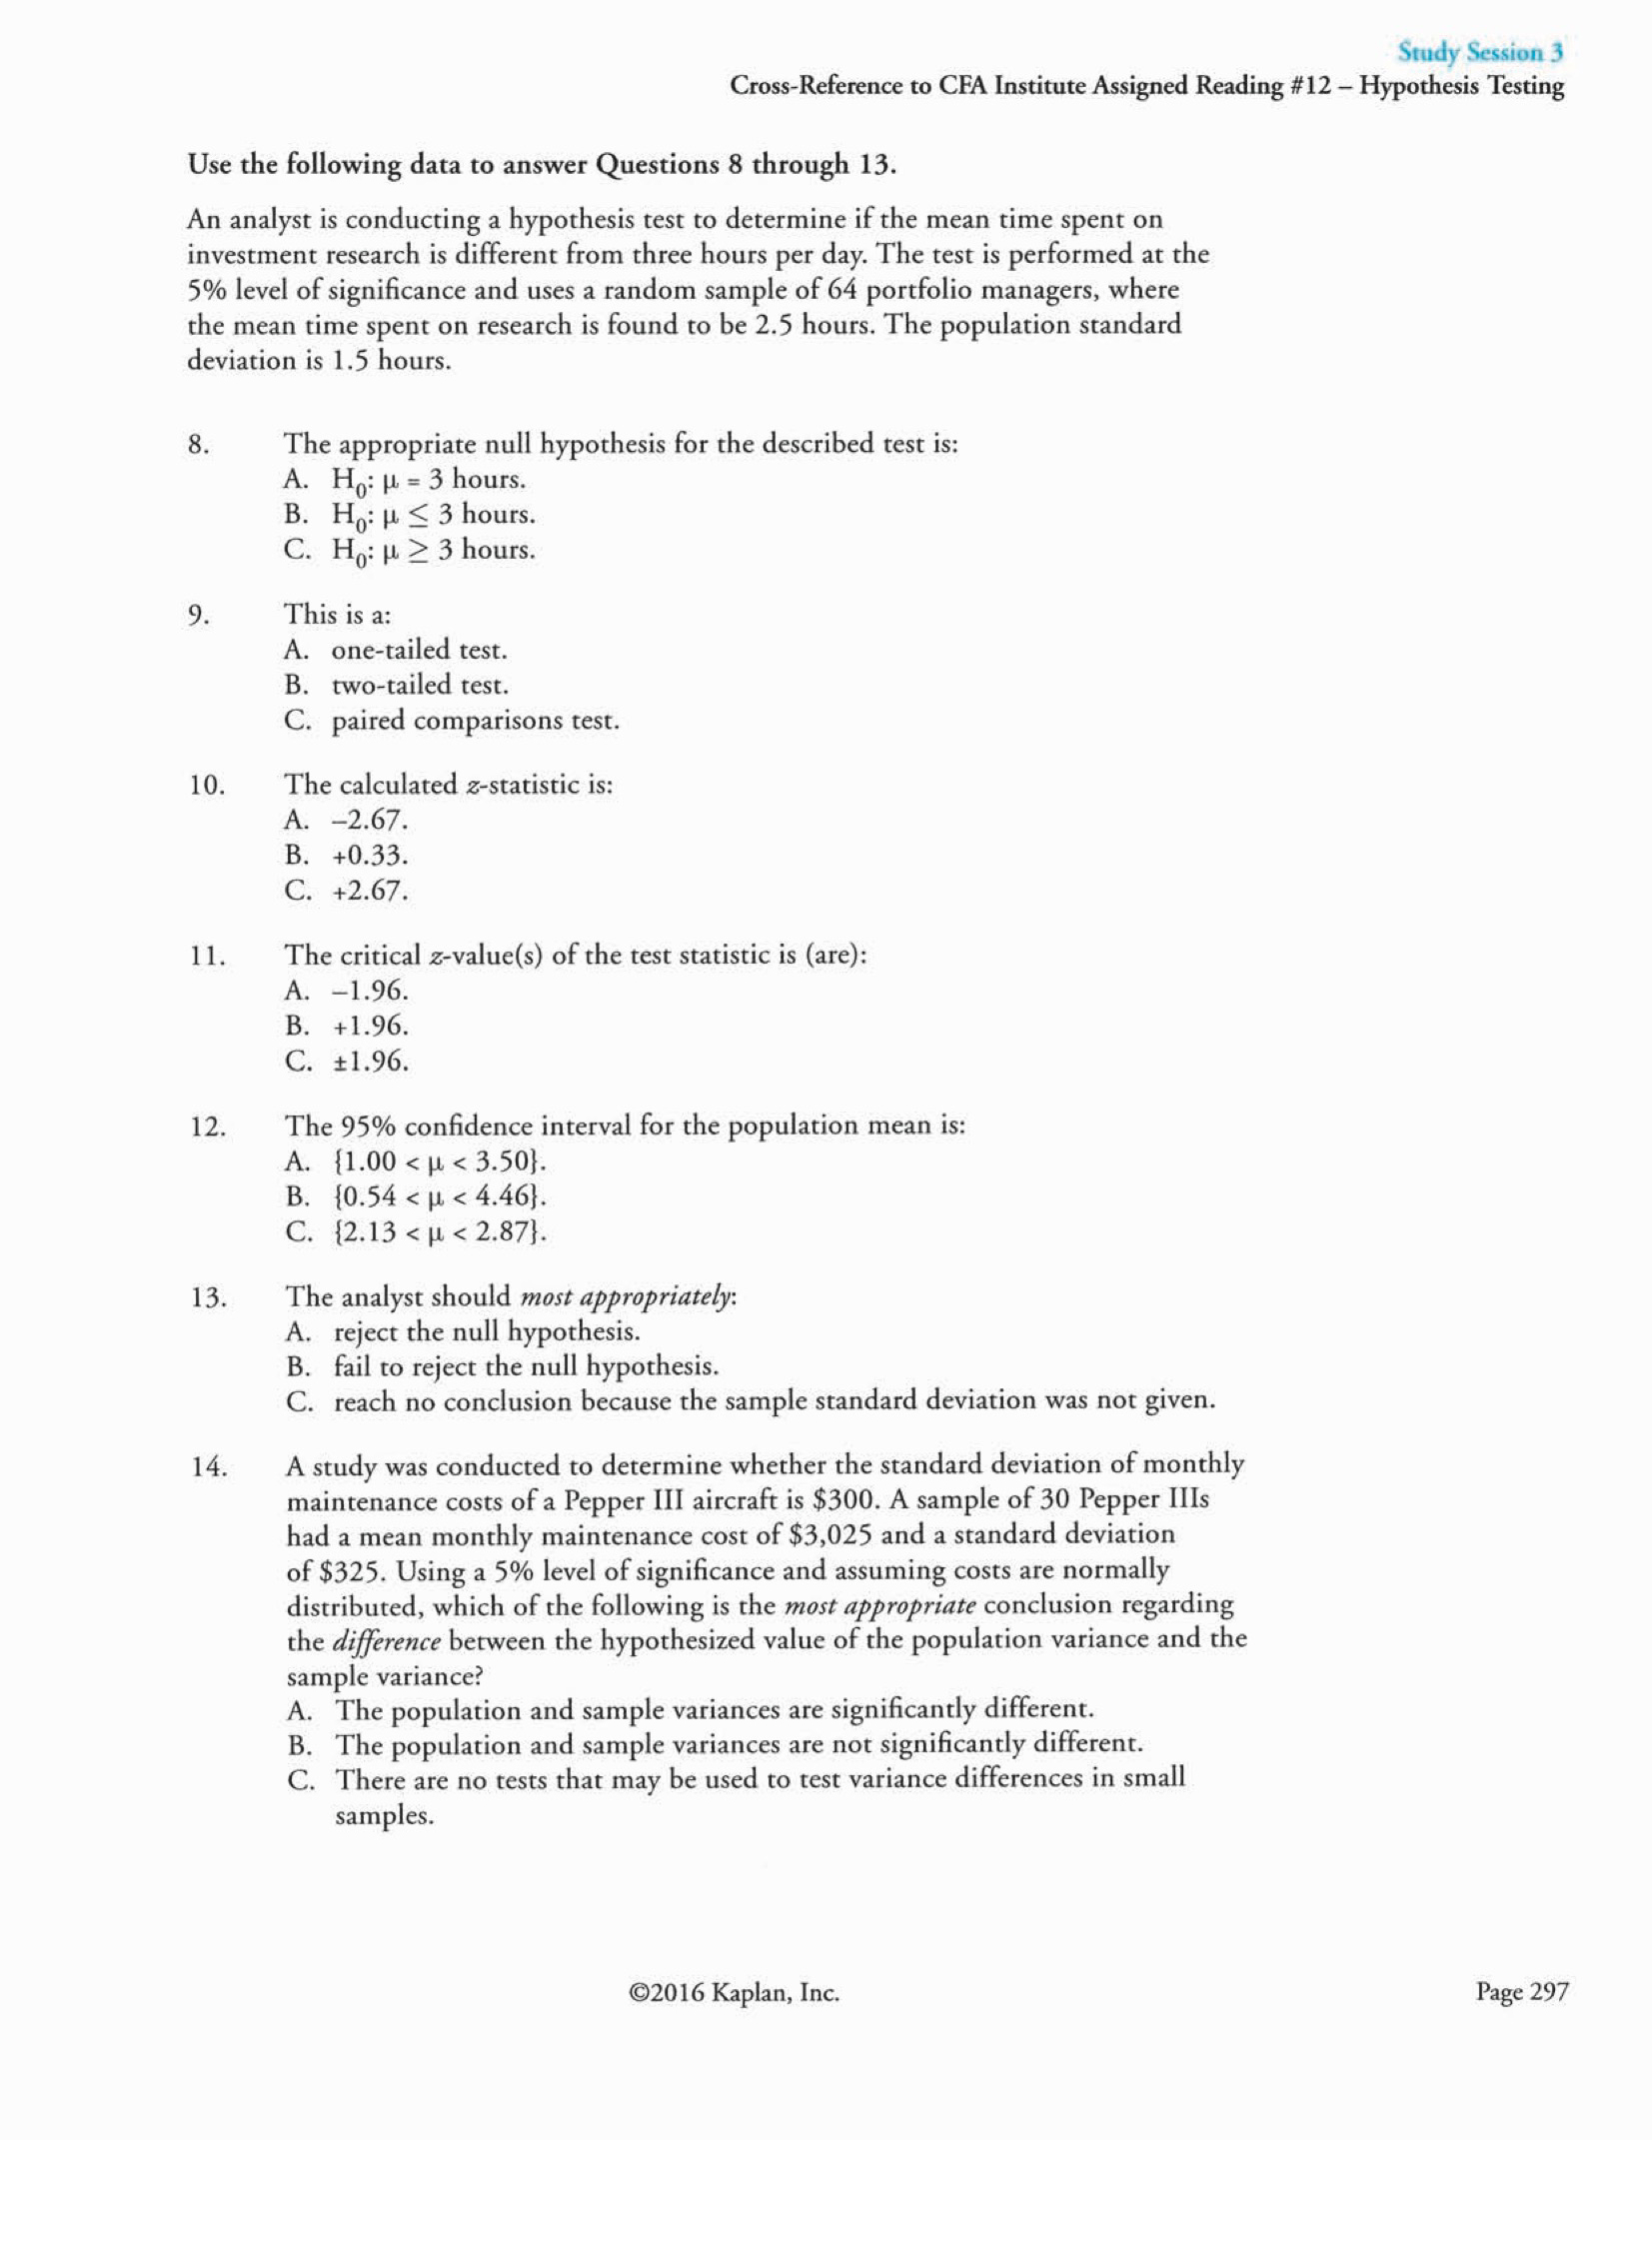 Study Session 3
Cross-Reference to CFA Institute Assigned Reading #12 – Hypothesis Testing
Use the following data to answer Questions 8 through 13.
An analyst is conducting a hypothesis test to determine if the mean time spent on
investment research is different from three hours per day. The test is performed at the
5% level of significance and uses a random sample of 64 portfolio managers, where
the mean time spent on research is found to be 2.5 hours. The population standard
deviation is 1.5 hours.
8. The appropriate null hypothesis for the described test is:
A. H₀: μ = 3 hours.
B. H₀: μ ≤ 3 hours.
C. H₀: μ ≥ 3 hours.
9. This is a:
A. one-tailed test.
B. two-tailed test.
C. paired comparisons test.
10. The calculated z-statistic is:
A. –2.67.
B. +0.33.
C. +2.67.
11. The critical z-value(s) of the test statistic is (are):
A. –1.96.
B. +1.96.
C. ±1.96.
12. The 95% confidence interval for the population mean is:
A. {1.00 < μ < 3.50}.
B. {0.54 < μ < 4.46}.
C. {2.13 < μ < 2.87}.
13. The analyst should most appropriately:
A. reject the null hypothesis.
B. fail to reject the null hypothesis.
C. reach no conclusion because the sample standard deviation was not given.
14. A study was conducted to determine whether the standard deviation of monthly
maintenance costs of a Pepper III aircraft is $300. A sample of 30 Pepper IIIs
had a mean monthly maintenance cost of $3,025 and a standard deviation
of $325. Using a 5% level of significance and assuming costs are normally
distributed, which of the following is the most appropriate conclusion regarding
the difference between the hypothesized value of the population variance and the
sample variance?
A. The population and sample variances are significantly different.
B. The population and sample variances are not significantly different.
C. There are no tests that may be used to test variance differences in small
samples.
©2016 Kaplan, Inc.
Page 297